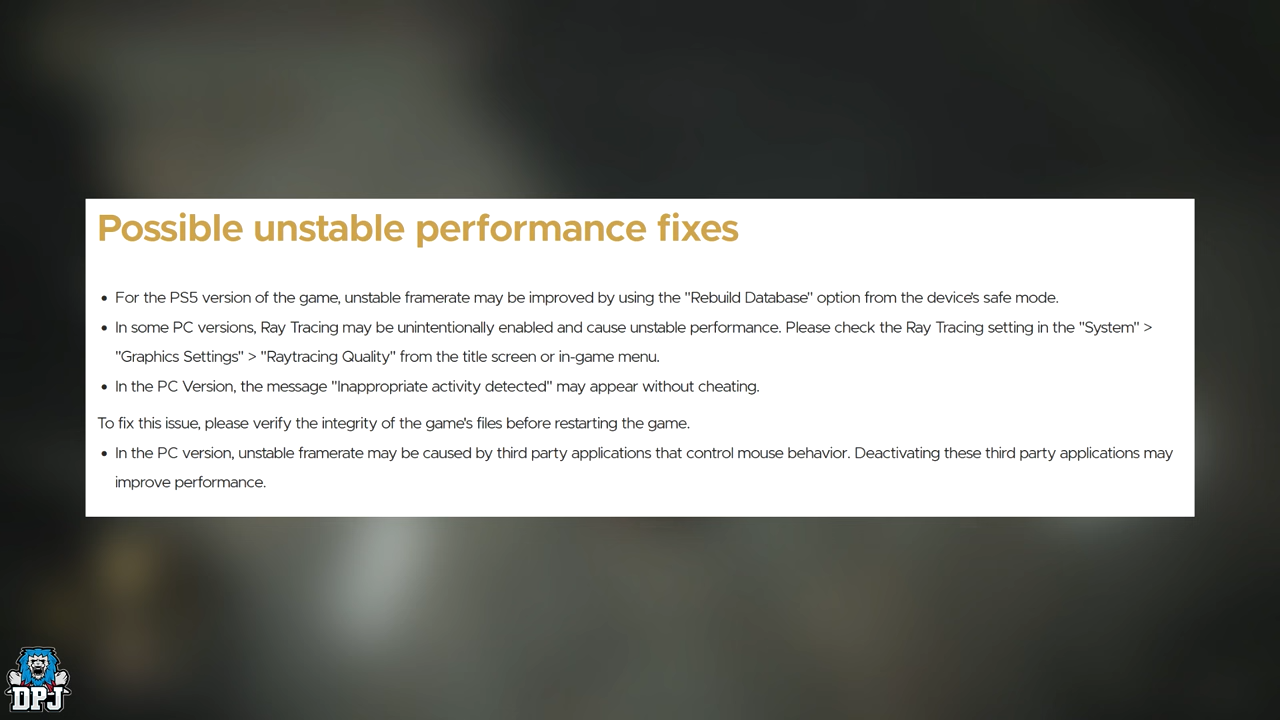 Possible unstable performance fixes
• For the PS5 version of the game, unstable framerate may be improved by using the "Rebuild Database" option from the device's safe mode.
• In some PC versions, Ray Tracing may be unintentionally enabled and cause unstable performance. Please check the Ray Tracing setting in the "System" >
"Graphics Settings" > "Raytracing Quality" from the title screen or in-game menu.
• In the PC Version, the message "Inappropriate activity detected" may appear without cheating.
To fix this issue, please verify the integrity of the game's files before restarting the game.
• In the PC version, unstable framerate may be caused by third party applications that control mouse behavior. Deactivating these third party applications may
improve performance.
DPJ